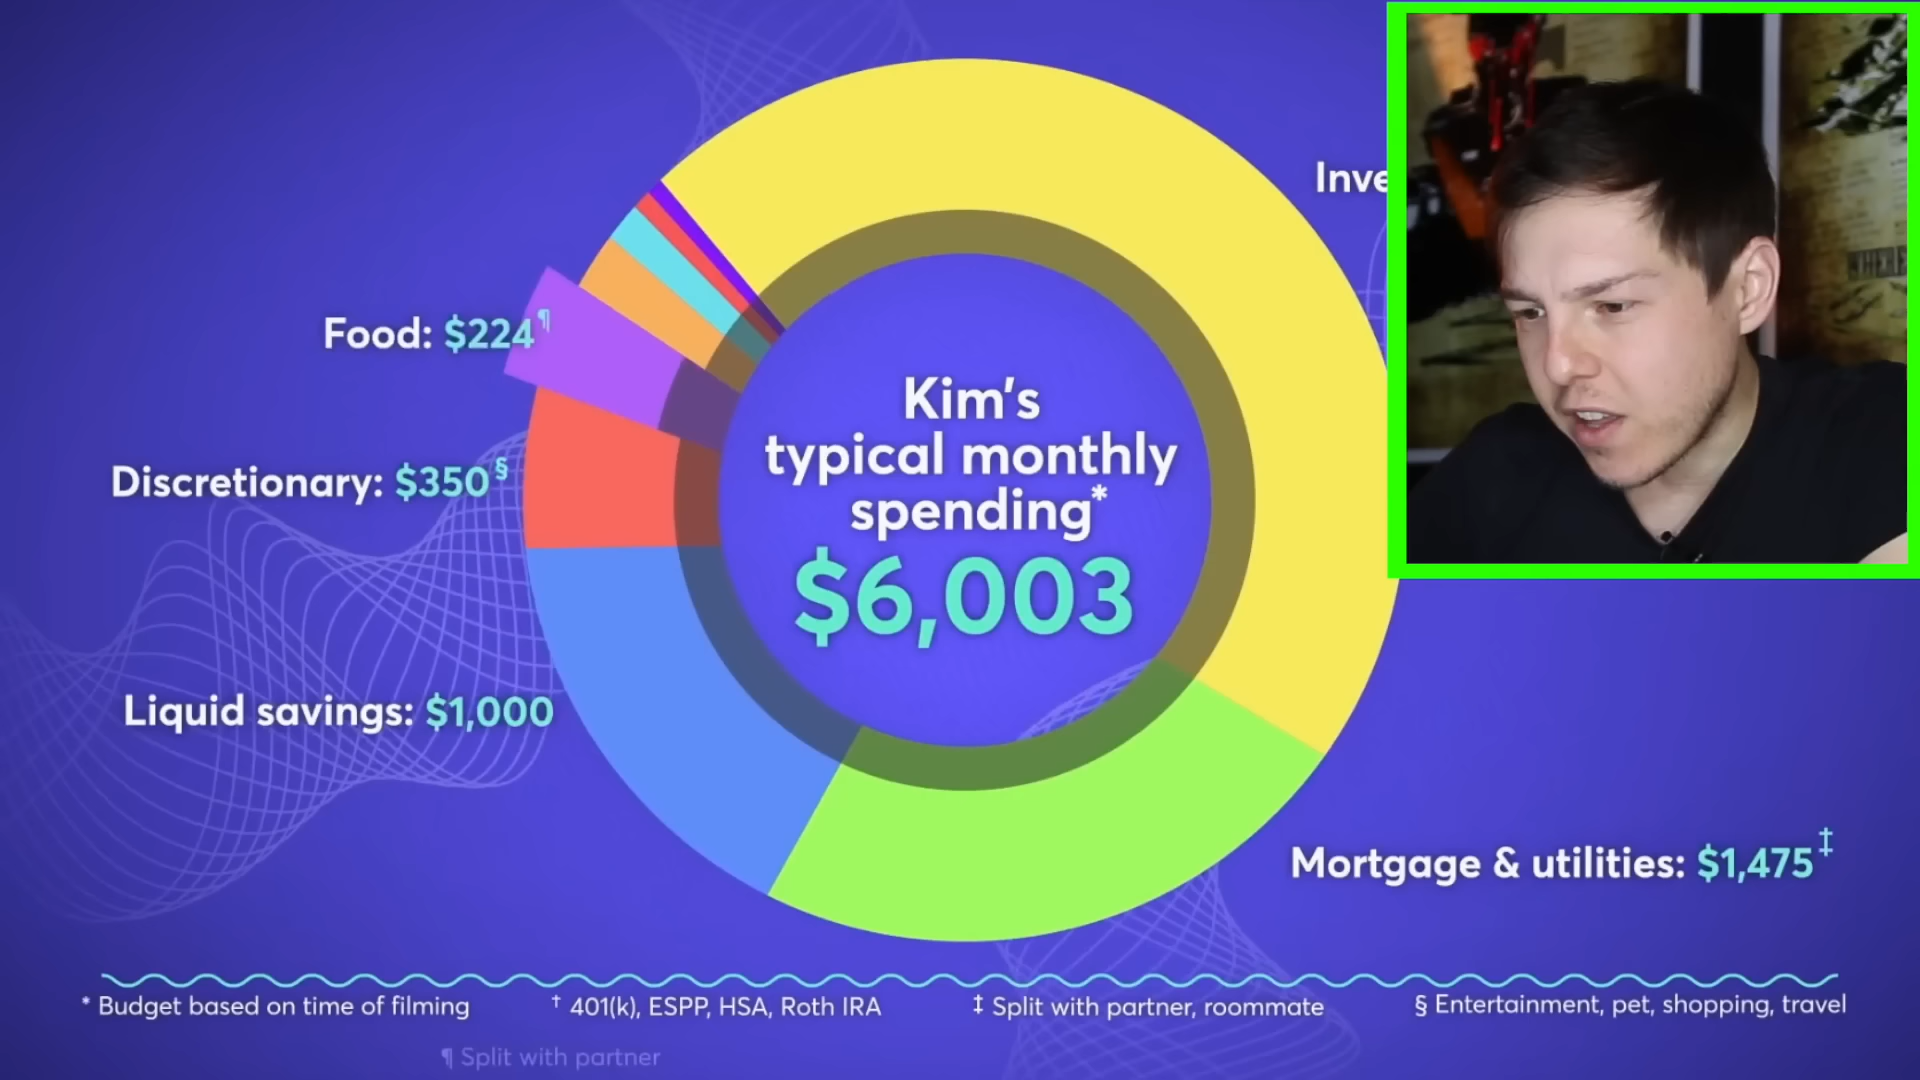 Inve
Food: $224¶
Discretionary: $350§
Kim's
typical monthly
spending*
$6,003
Liquid savings: $1,000
Mortgage & utilities: $1,475‡
* Budget based on time of filming
† 401(k), ESPP, HSA, Roth IRA
‡ Split with partner, roommate
§ Entertainment, pet, shopping, travel
¶ Split with partner
WHERE